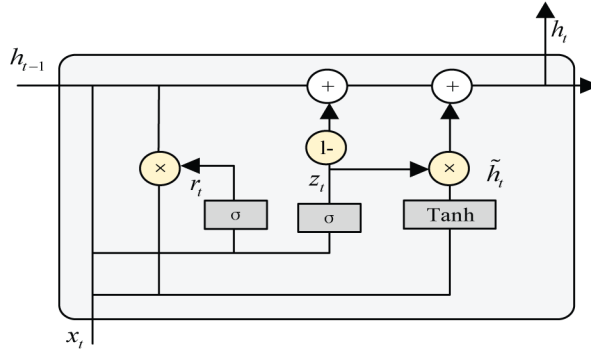 h_t
h_{t-1}
+ +
1-
× ×
r_t z_t h̃_t
σ σ Tanh
x_t